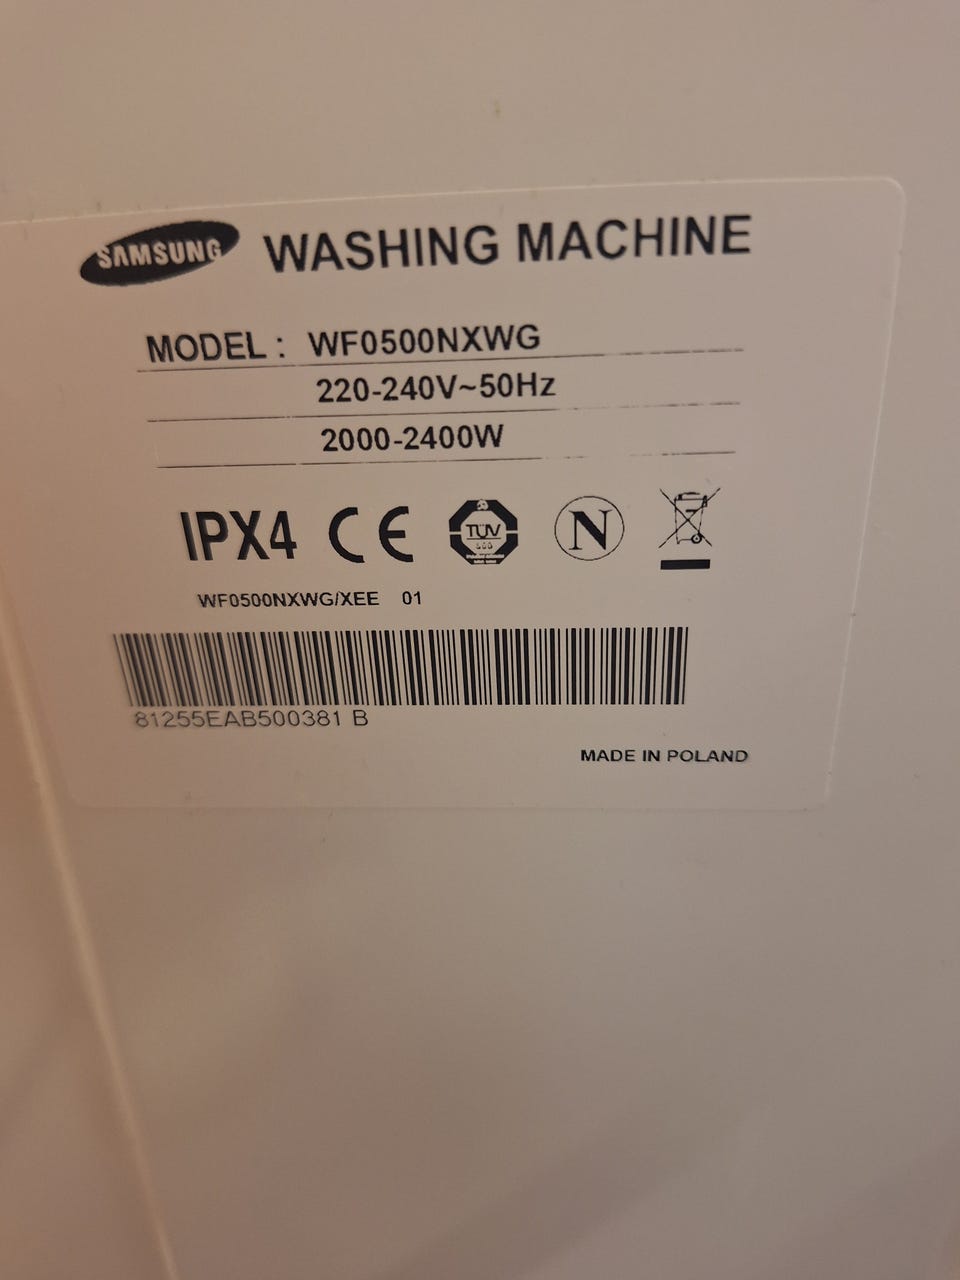 SAMSUNG WASHING MACHINE
MODEL : WF0500NXWG
220-240V~50Hz
2000-2400W
IPX4 CE TÜV N
WF0500NXWG/XEE 01
81255EAB500381 B
MADE IN POLAND